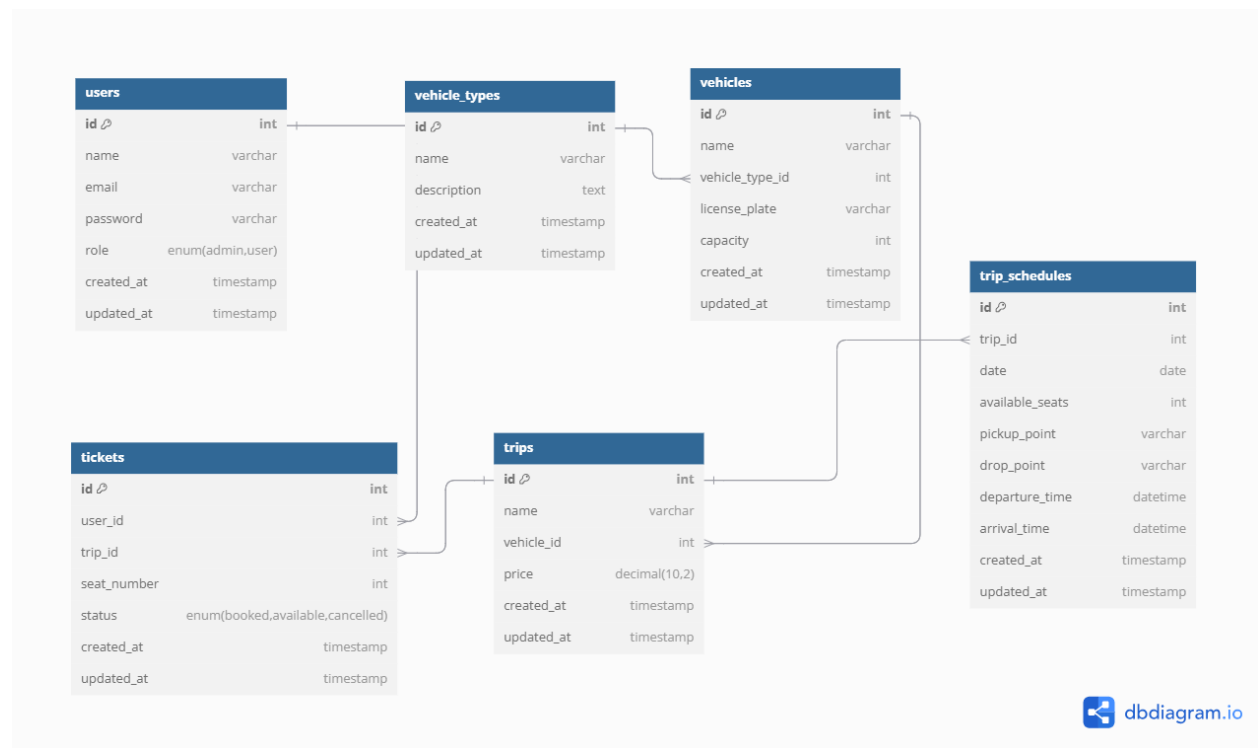 users
id int
name varchar
email varchar
password varchar
role enum(admin,user)
created_at timestamp
updated_at timestamp
vehicle_types
id int
name varchar
description text
created_at timestamp
updated_at timestamp
vehicles
id int
name varchar
vehicle_type_id int
license_plate varchar
capacity int
created_at timestamp
updated_at timestamp
trip_schedules
id int
trip_id int
date date
available_seats int
pickup_point varchar
drop_point varchar
departure_time datetime
arrival_time datetime
created_at timestamp
updated_at timestamp
tickets
id int
user_id int
trip_id int
seat_number int
status enum(booked,available,cancelled)
created_at timestamp
updated_at timestamp
trips
id int
name varchar
vehicle_id int
price decimal(10,2)
created_at timestamp
updated_at timestamp
dbdiagram.io